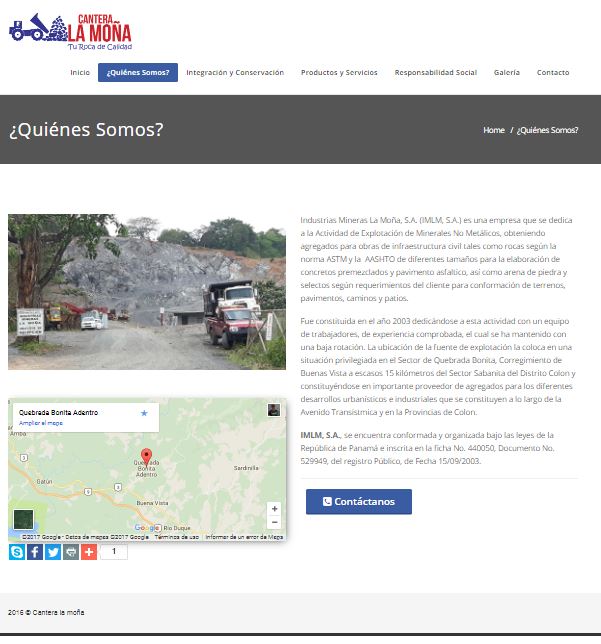 CANTERA
LA MOÑA
Tu Roca de Calidad
Inicio
¿Quiénes Somos?
Integración y Conservación
Productos y Servicios
Responsabilidad Social
Galería
Contacto
¿Quiénes Somos?
Home / ¿Quiénes Somos?
INDUSTRIAS
MINERAS
LA MOÑA
Industrias Mineras La Moña, S.A. (IMLM, S.A.) es una empresa que se dedica
a la Actividad de Explotación de Minerales No Metálicos, obteniendo
agregados para obras de infraestructura civil tales como rocas según la
norma ASTM y la AASHTO de diferentes tamaños para la elaboración de
concretos premezclados y pavimento asfaltico, así como arena de piedra y
selectos según requerimientos del cliente para conformación de terrenos,
pavimentos, caminos y patios.
Fue constituida en el año 2003 dedicándose a esta actividad con un equipo
de trabajadores, de experiencia comprobada, el cual se ha mantenido con
una baja rotación. La ubicación de la fuente de explotación la coloca en una
situación privilegiada en el Sector de Quebrada Bonita, Corregimiento de
Buenas Vista a escasos 15 kilómetros del Sector Sabanita del Distrito Colon y
constituyéndose en importante proveedor de agregados para los diferentes
desarrollos urbanísticos e industriales que se constituyen a lo largo de la
Avenido Transístmica y en la Provincias de Colon.
IMLM, S.A., se encuentra conformada y organizada bajo las leyes de la
República de Panamá e inscrita en la ficha No. 440050, Documento No.
529949, del registro Público, de Fecha 15/09/2003.
Contáctanos
Quebrada Bonita Adentro
Ampliar el mapa
Arriba
Quebrada
Bonita
Adentro
Sardinilla
Gatún
3
9
3
Buena Vista
Río Duque
+
−
Google
©2017 Google - Datos de mapas ©2017 Google
Términos de uso
Informar de un error de Maps
1
2016 © Cantera la moña